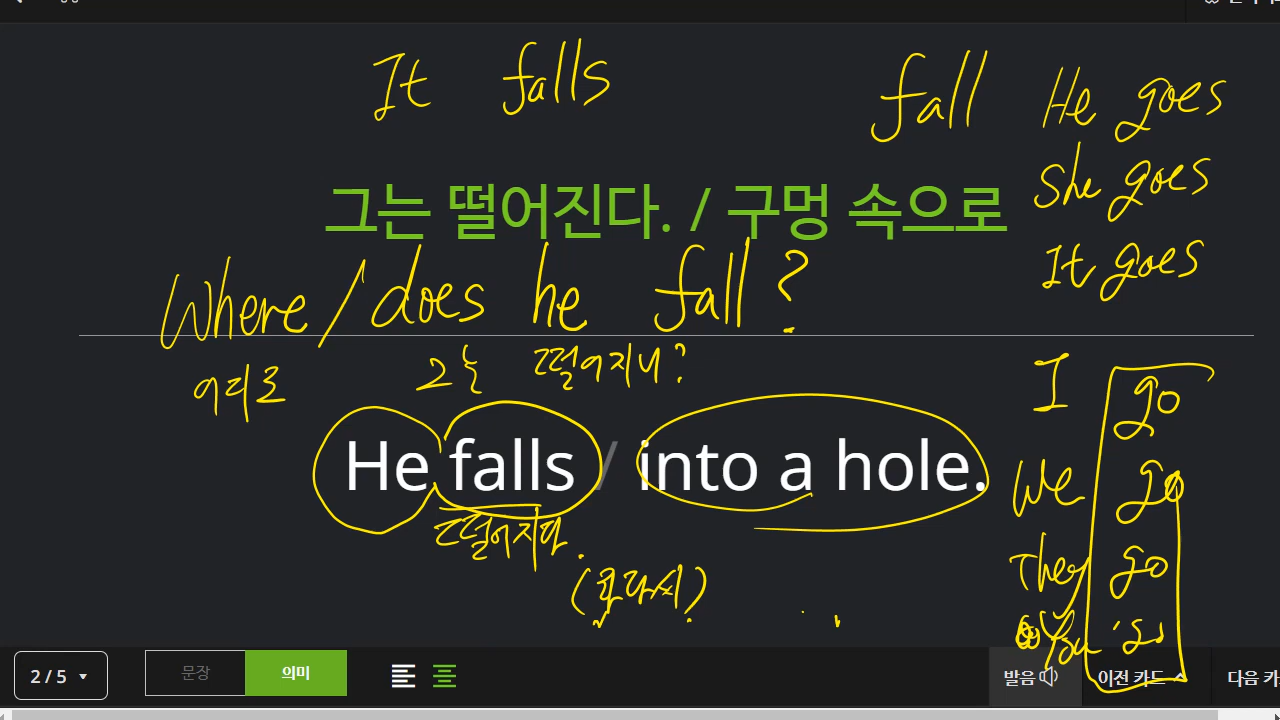 It falls
fall
He goes
She goes
It goes
그는 떨어진다. / 구멍 속으로
Where / does he fall ?
어디로 그는 떨어지니?
I go
He falls / into a hole.
We go
떨어지다.
They go
You go
2 / 5
문장
의미
발음
이전 카드
다음 카